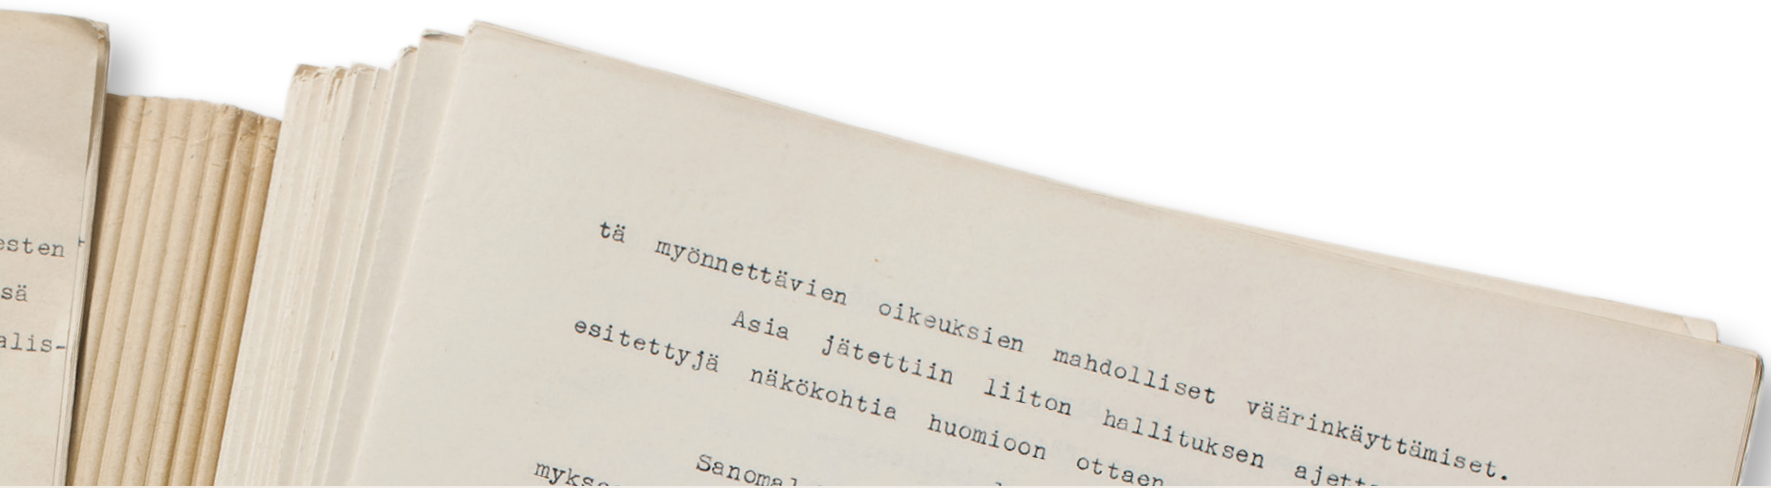 esten
sä
alis-
tä myönnettävien oikeuksien mahdolliset väärinkäyttämiset.
Asia jätettiin liiton hallituksen
esitettyjä näkökohtia huomioon ottaen